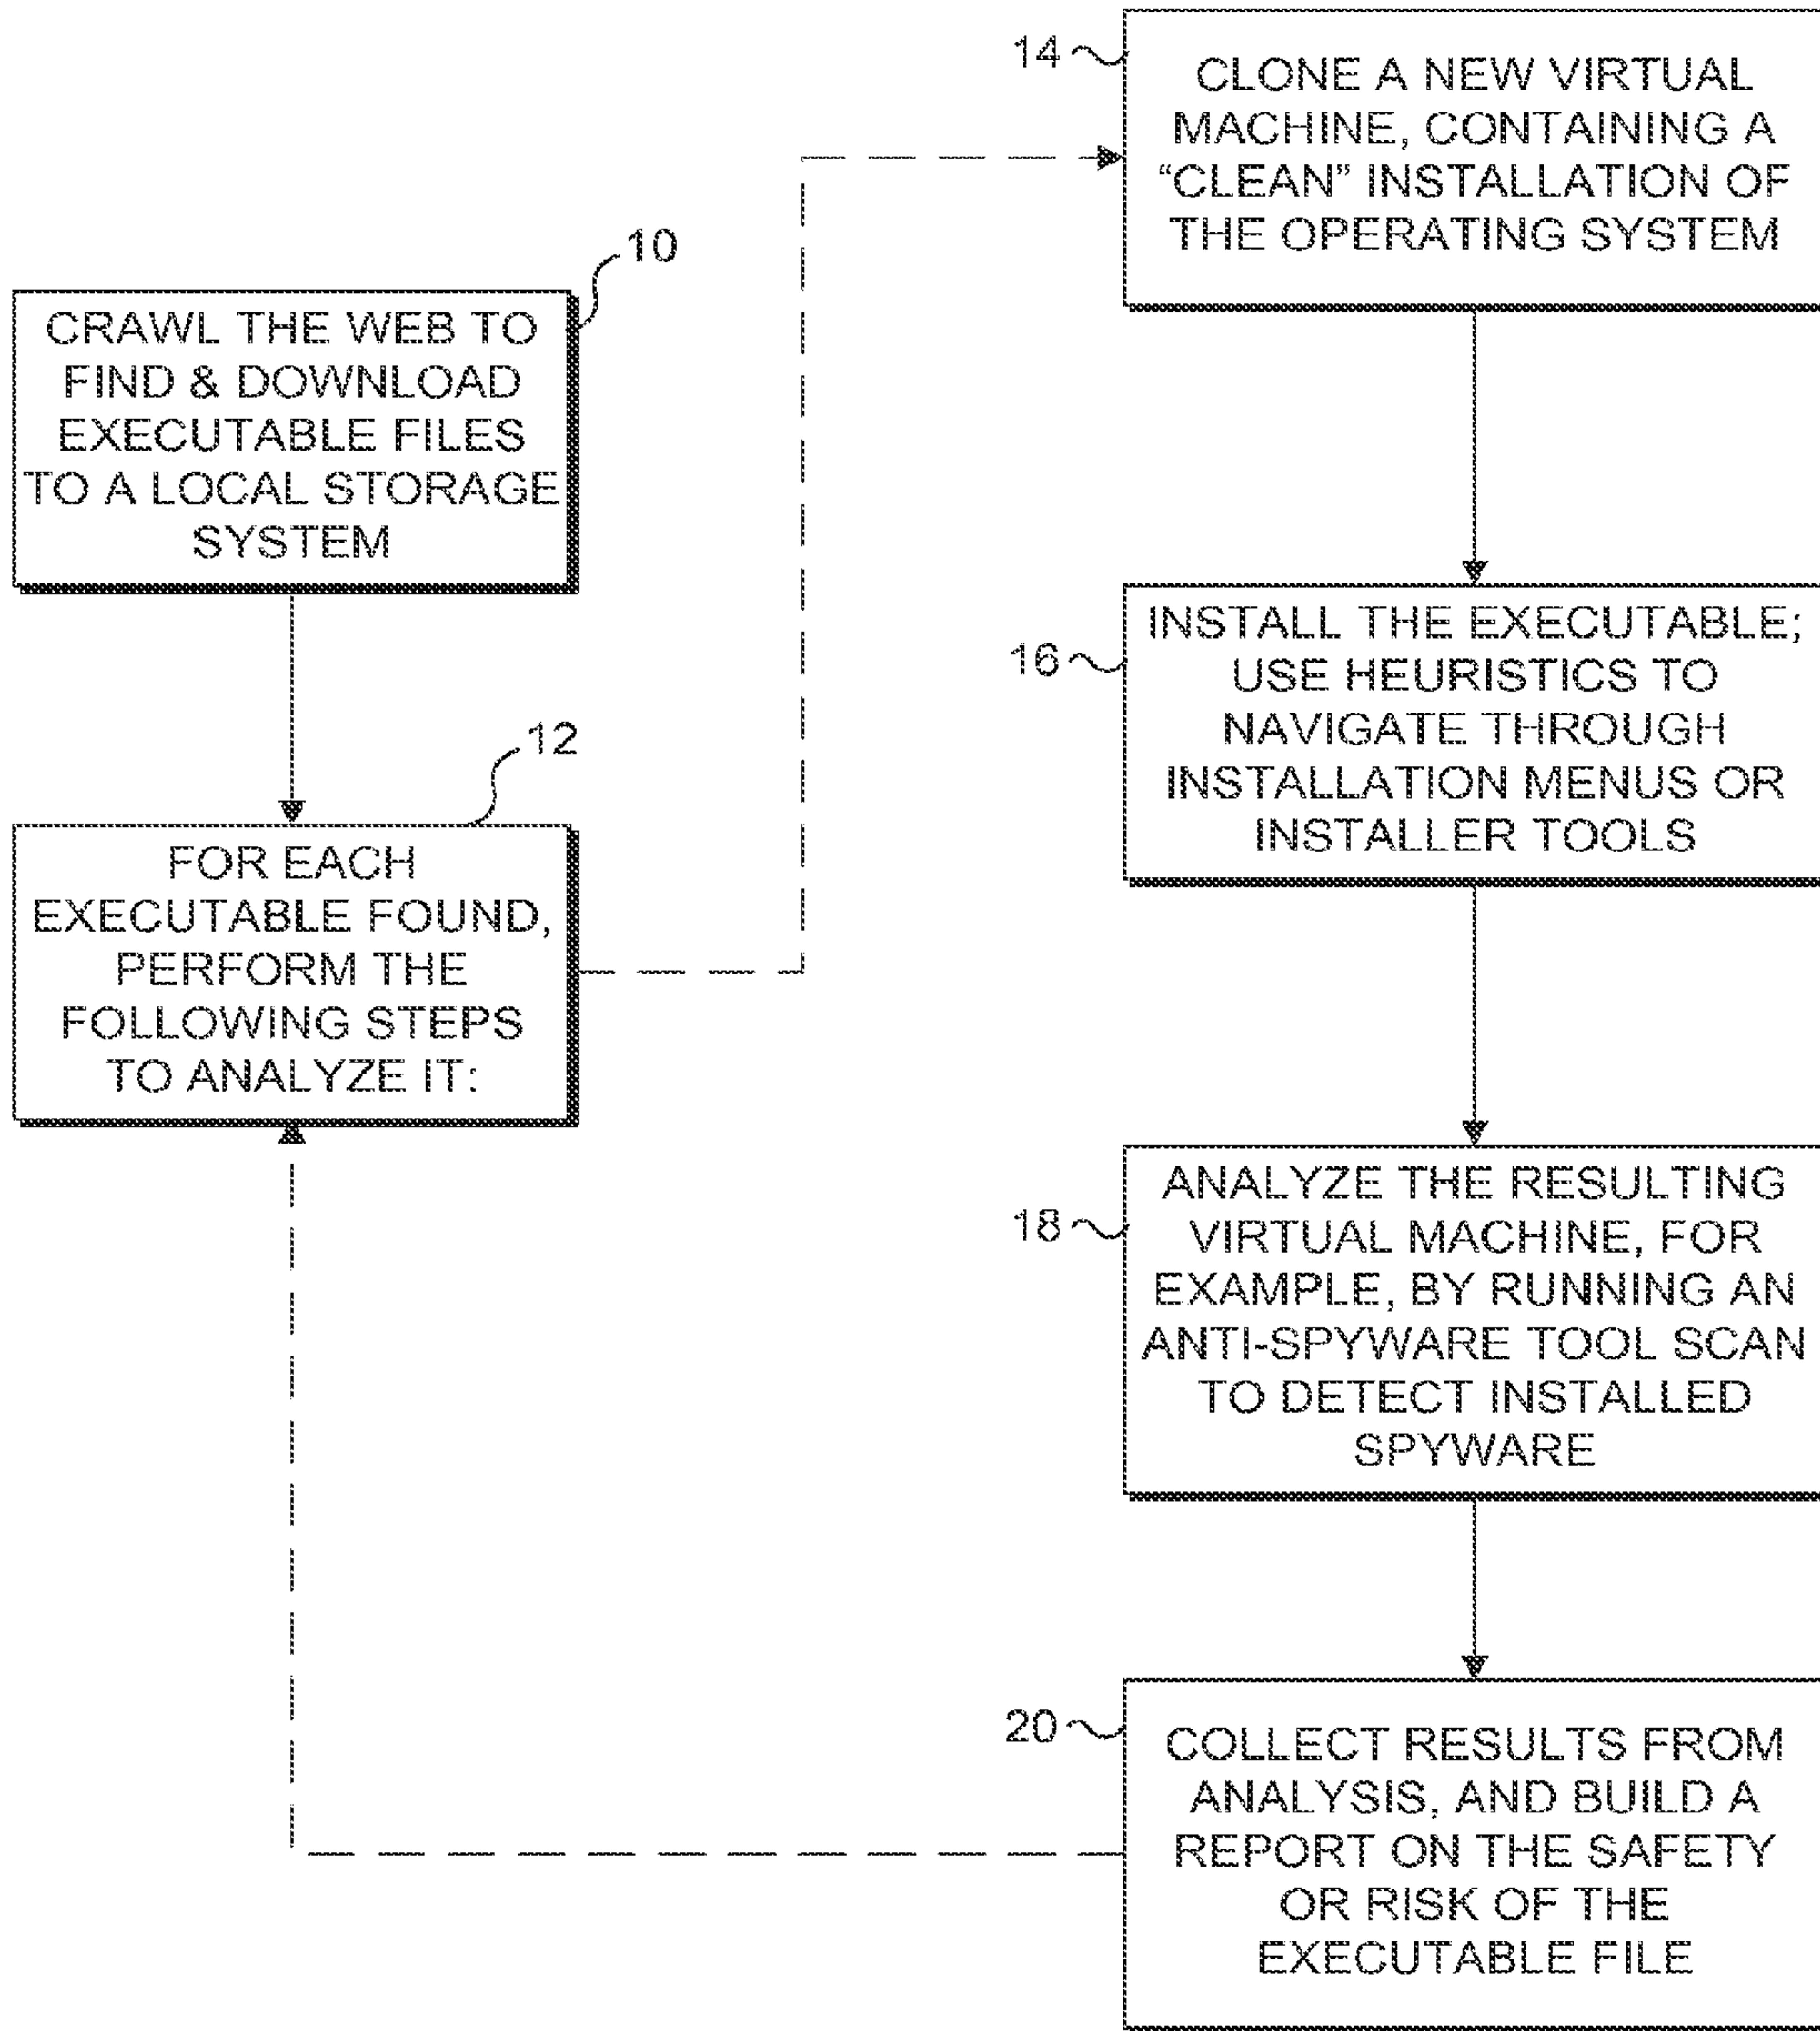 10
CRAWL THE WEB TO
FIND & DOWNLOAD
EXECUTABLE FILES
TO A LOCAL STORAGE
SYSTEM
12
FOR EACH
EXECUTABLE FOUND,
PERFORM THE
FOLLOWING STEPS
TO ANALYZE IT:
14
CLONE A NEW VIRTUAL
MACHINE, CONTAINING A
“CLEAN” INSTALLATION OF
THE OPERATING SYSTEM
16
INSTALL THE EXECUTABLE;
USE HEURISTICS TO
NAVIGATE THROUGH
INSTALLATION MENUS OR
INSTALLER TOOLS
18
ANALYZE THE RESULTING
VIRTUAL MACHINE, FOR
EXAMPLE, BY RUNNING AN
ANTI-SPYWARE TOOL SCAN
TO DETECT INSTALLED
SPYWARE
20
COLLECT RESULTS FROM
ANALYSIS, AND BUILD A
REPORT ON THE SAFETY
OR RISK OF THE
EXECUTABLE FILE